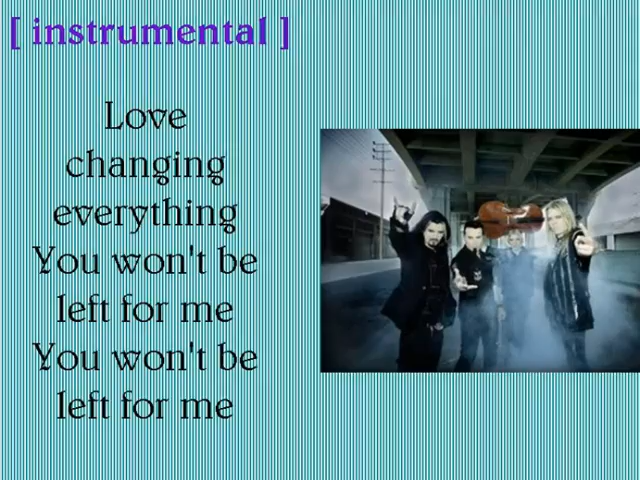 [ instrumental ]
Love
changing
everything
You won't be
left for me
You won't be
left for me